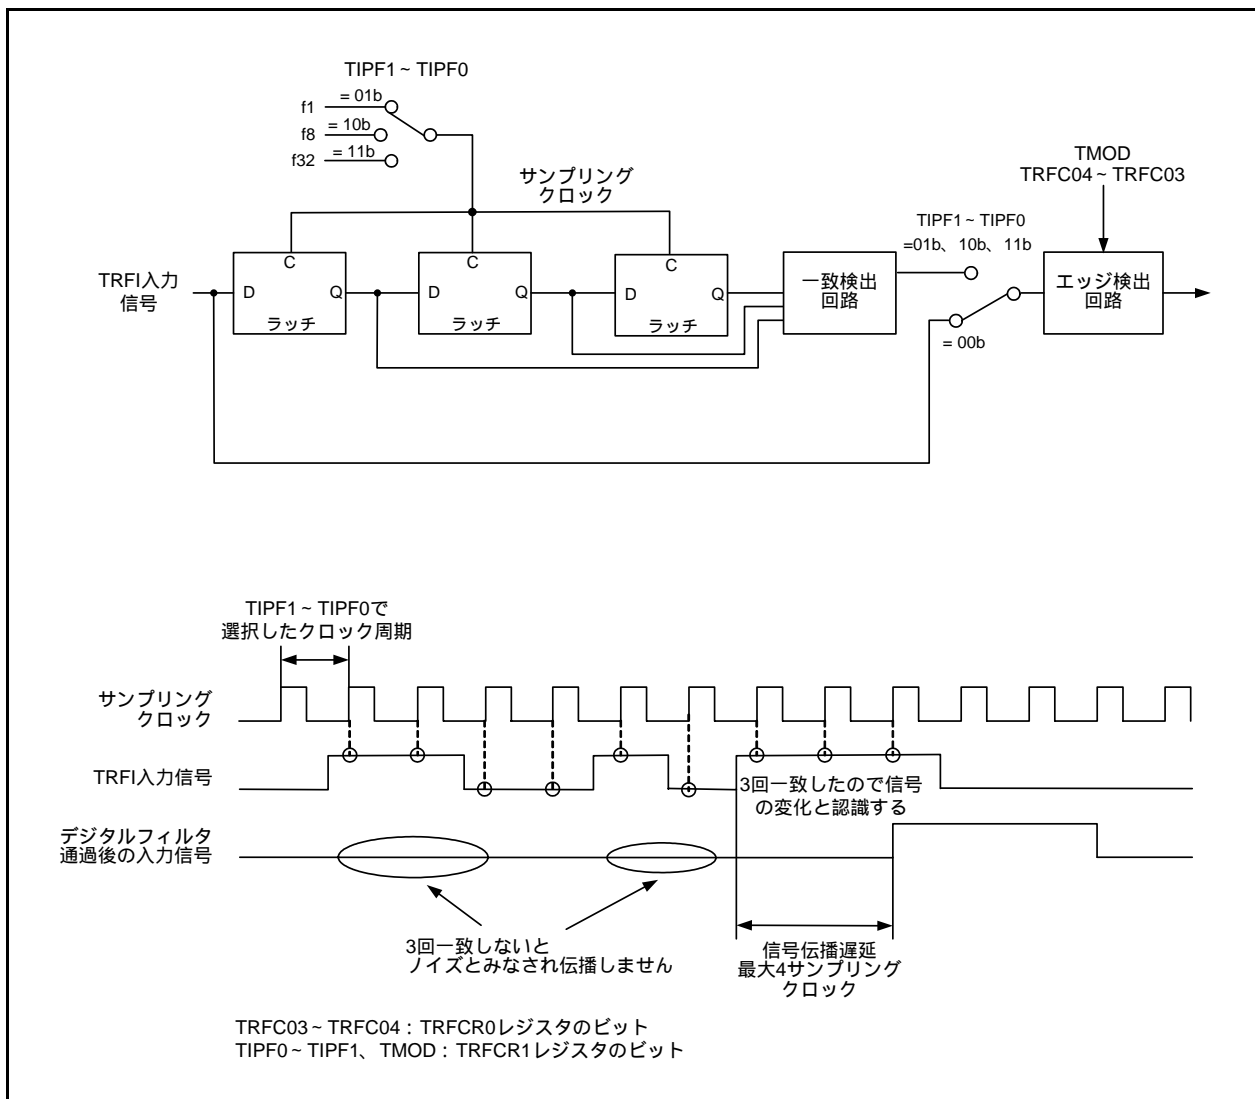 TIPF1~TIPF0
f1
= 01b
f8
= 10b
f32
= 11b
サンプリング
クロック
TMOD
TRFC04~TRFC03
TIPF1~TIPF0
=01b、10b、11b
TRFI入力
信号
C
D
Q
ラッチ
C
D
Q
ラッチ
C
D
Q
ラッチ
一致検出
回路
= 00b
エッジ検出
回路
TIPF1~TIPF0で
選択したクロック周期
サンプリング
クロック
TRFI入力信号
3回一致したので信号
の変化と認識する
デジタルフィルタ
通過後の入力信号
3回一致しないと
ノイズとみなされ伝播しません
信号伝播遅延
最大4サンプリング
クロック
TRFC03~TRFC04:TRFCR0レジスタのビット
TIPF0~TIPF1、TMOD:TRFCR1レジスタのビット